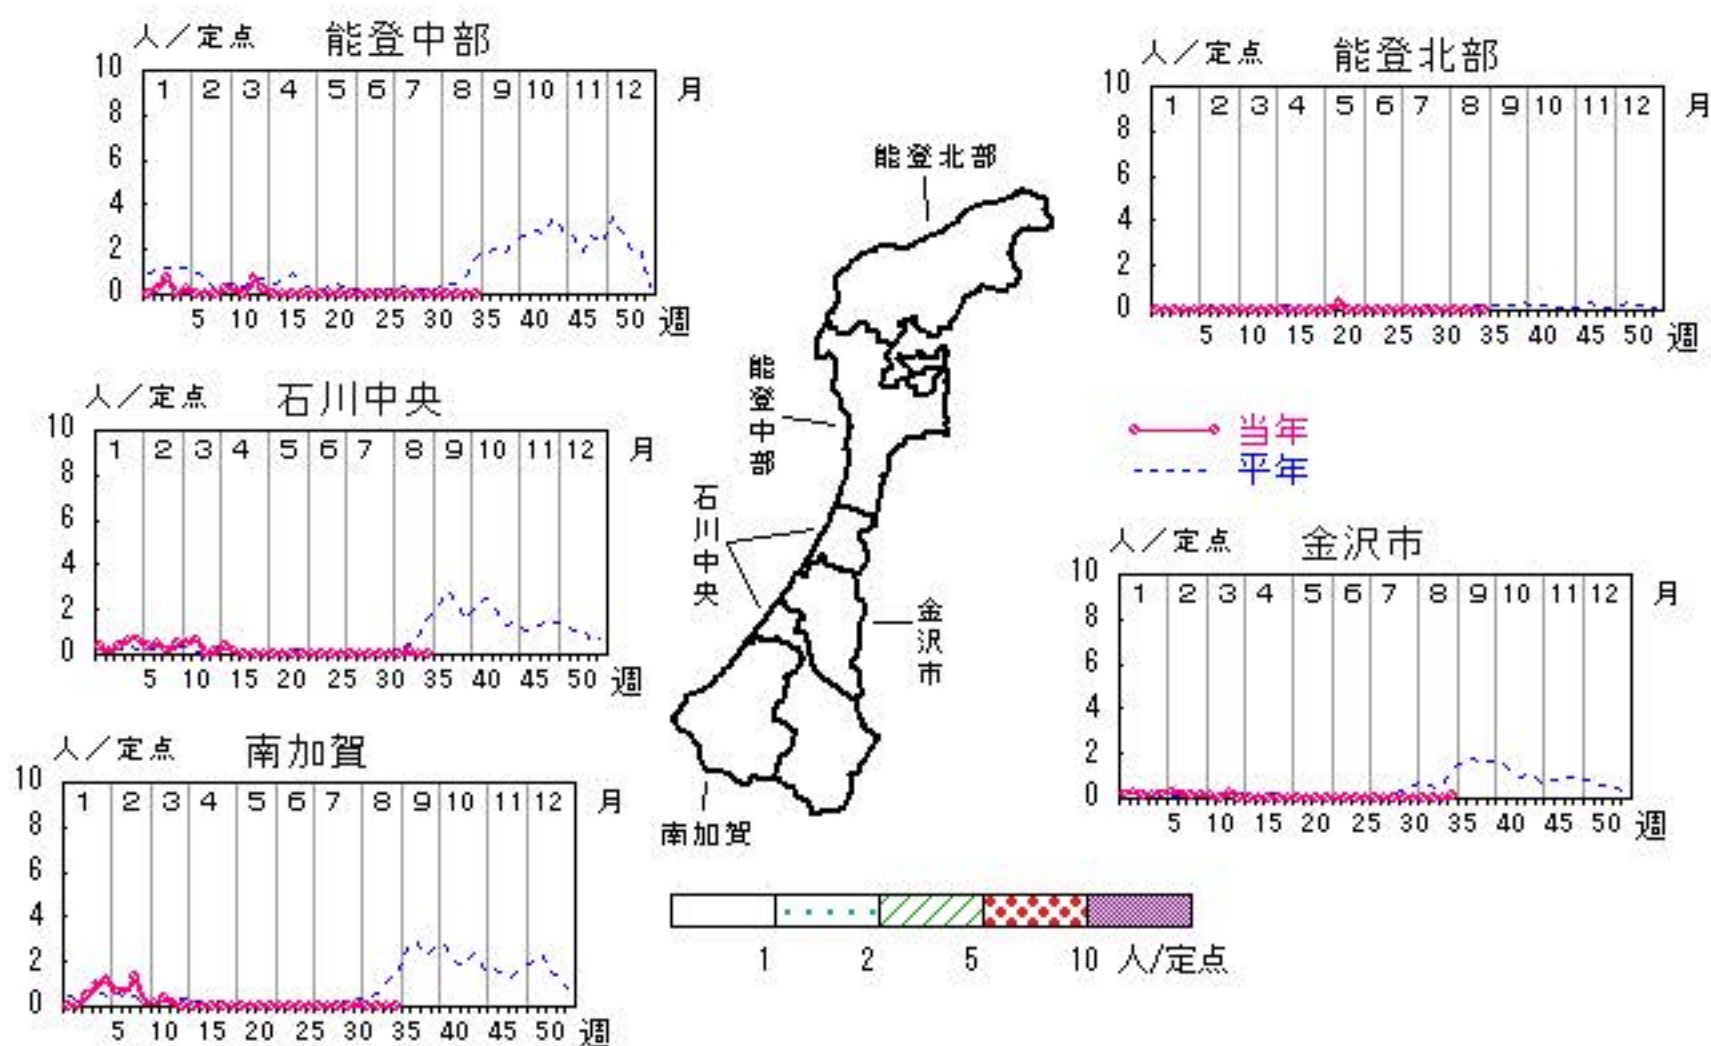 人／定点 能登中部
10 8 6 4 2 0
1 2 3 4 5 6 7 8 9 10 11 12 月
5 10 15 20 25 30 35 40 45 50 週
人／定点 能登北部
10 8 6 4 2 0
1 2 3 4 5 6 7 8 9 10 11 12 月
5 10 15 20 25 30 35 40 45 50 週
人／定点 石川中央
10 8 6 4 2 0
1 2 3 4 5 6 7 8 9 10 11 12 月
5 10 15 20 25 30 35 40 45 50 週
能登北部
能登中部
石川中央
金沢市
南加賀
当年
平年
人／定点 金沢市
10 8 6 4 2 0
1 2 3 4 5 6 7 8 9 10 11 12 月
5 10 15 20 25 30 35 40 45 50 週
人／定点 南加賀
10 8 6 4 2 0
1 2 3 4 5 6 7 8 9 10 11 12 月
5 10 15 20 25 30 35 40 45 50 週
1 2 5 10 人/定点